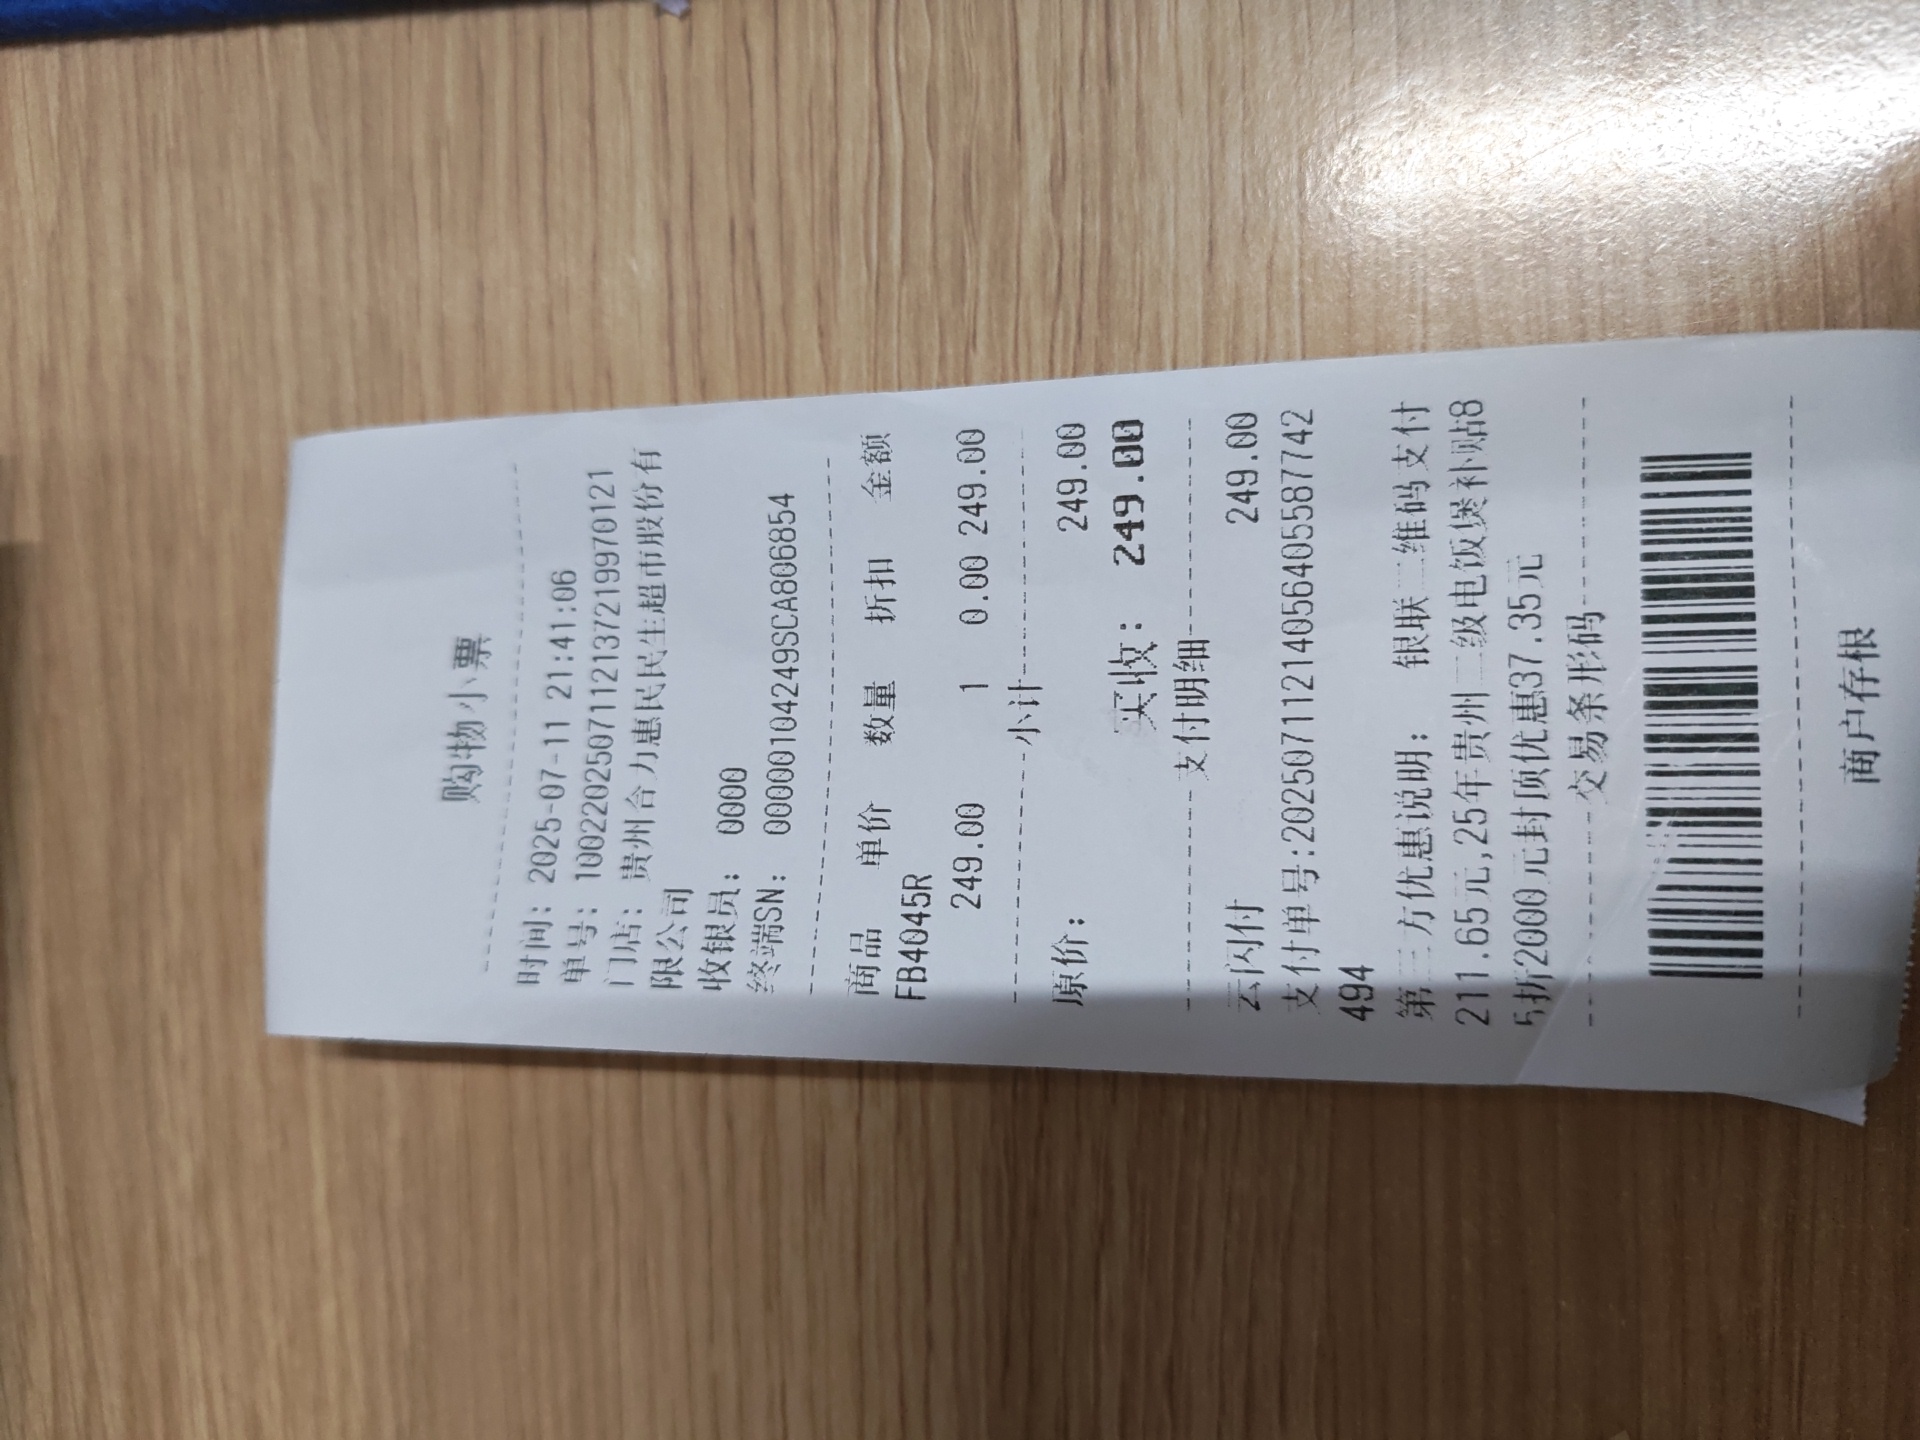 购物小票
时间: 2025-07-11 21:41:06
单号: 10022025071121372199970121
门店: 贵州合力惠民民生超市股份有
限公司
收银员: 0000
终端SN: 00000104249SCA806854
商品 单价 数量 折扣 金额
FB4045R
249.00 1 0.00 249.00
小计
原价: 249.00
实收: 249.00
支付明细
云闪付 249.00
支付单号:20250711214056405587742
494
第三方优惠说明: 银联二维码支付
211.65元;25年贵州二级电饭煲补贴8
5折2000元封顶优惠37.35元
交易条形码
商户存根